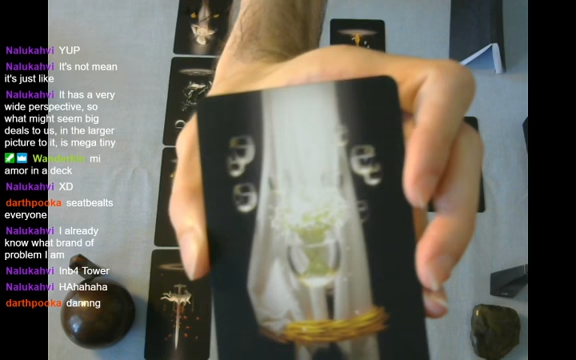 Nalukahvi YUP
Nalukahvi It's not mean
it's just like
Nalukahvi It has a very
wide perspective, so
what might seem big
deals to us, in the larger
picture to it, is mega tiny
mi
amor in a deck
Nalukahvi XD
darthpooka seatbealts
everyone
Nalukahvi I already
know what brand of
problem I am
Nalukahvi Inb4 Tower
Nalukahvi HAhahaha
darthpooka dannng